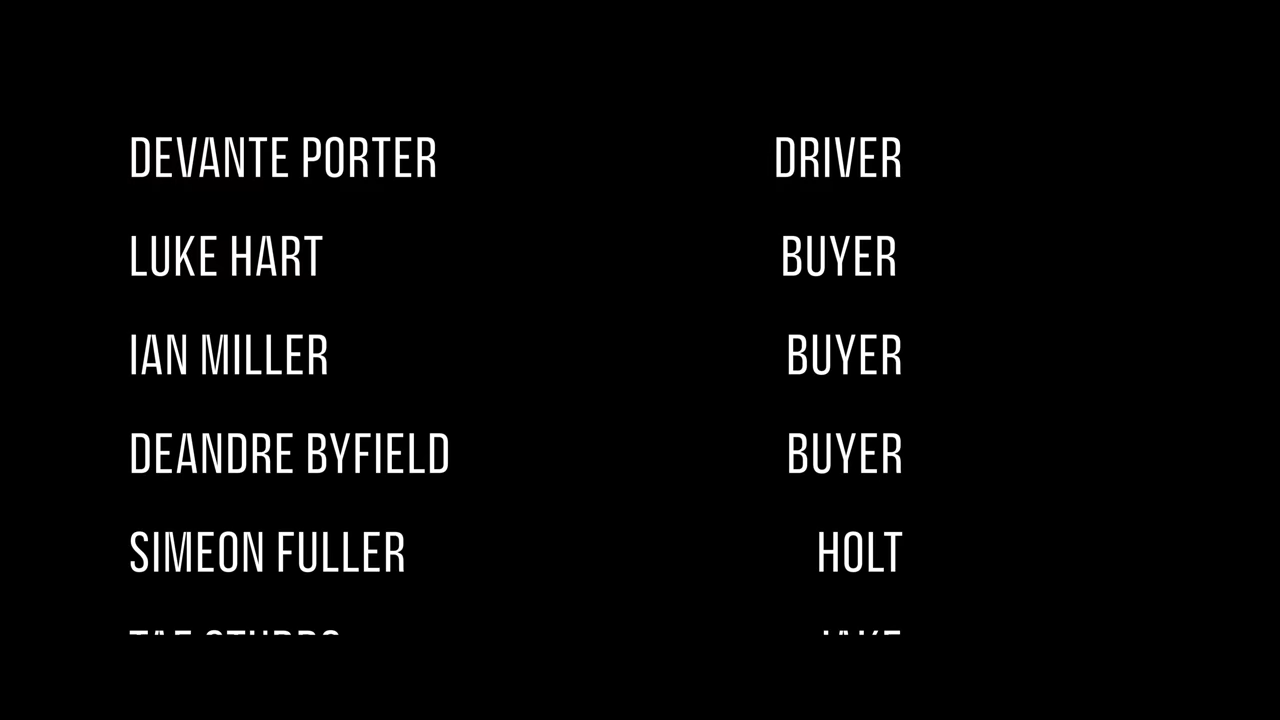 DEVANTE PORTER DRIVER
LUKE HART BUYER
IAN MILLER BUYER
DEANDRE BYFIELD BUYER
SIMEON FULLER HOLT